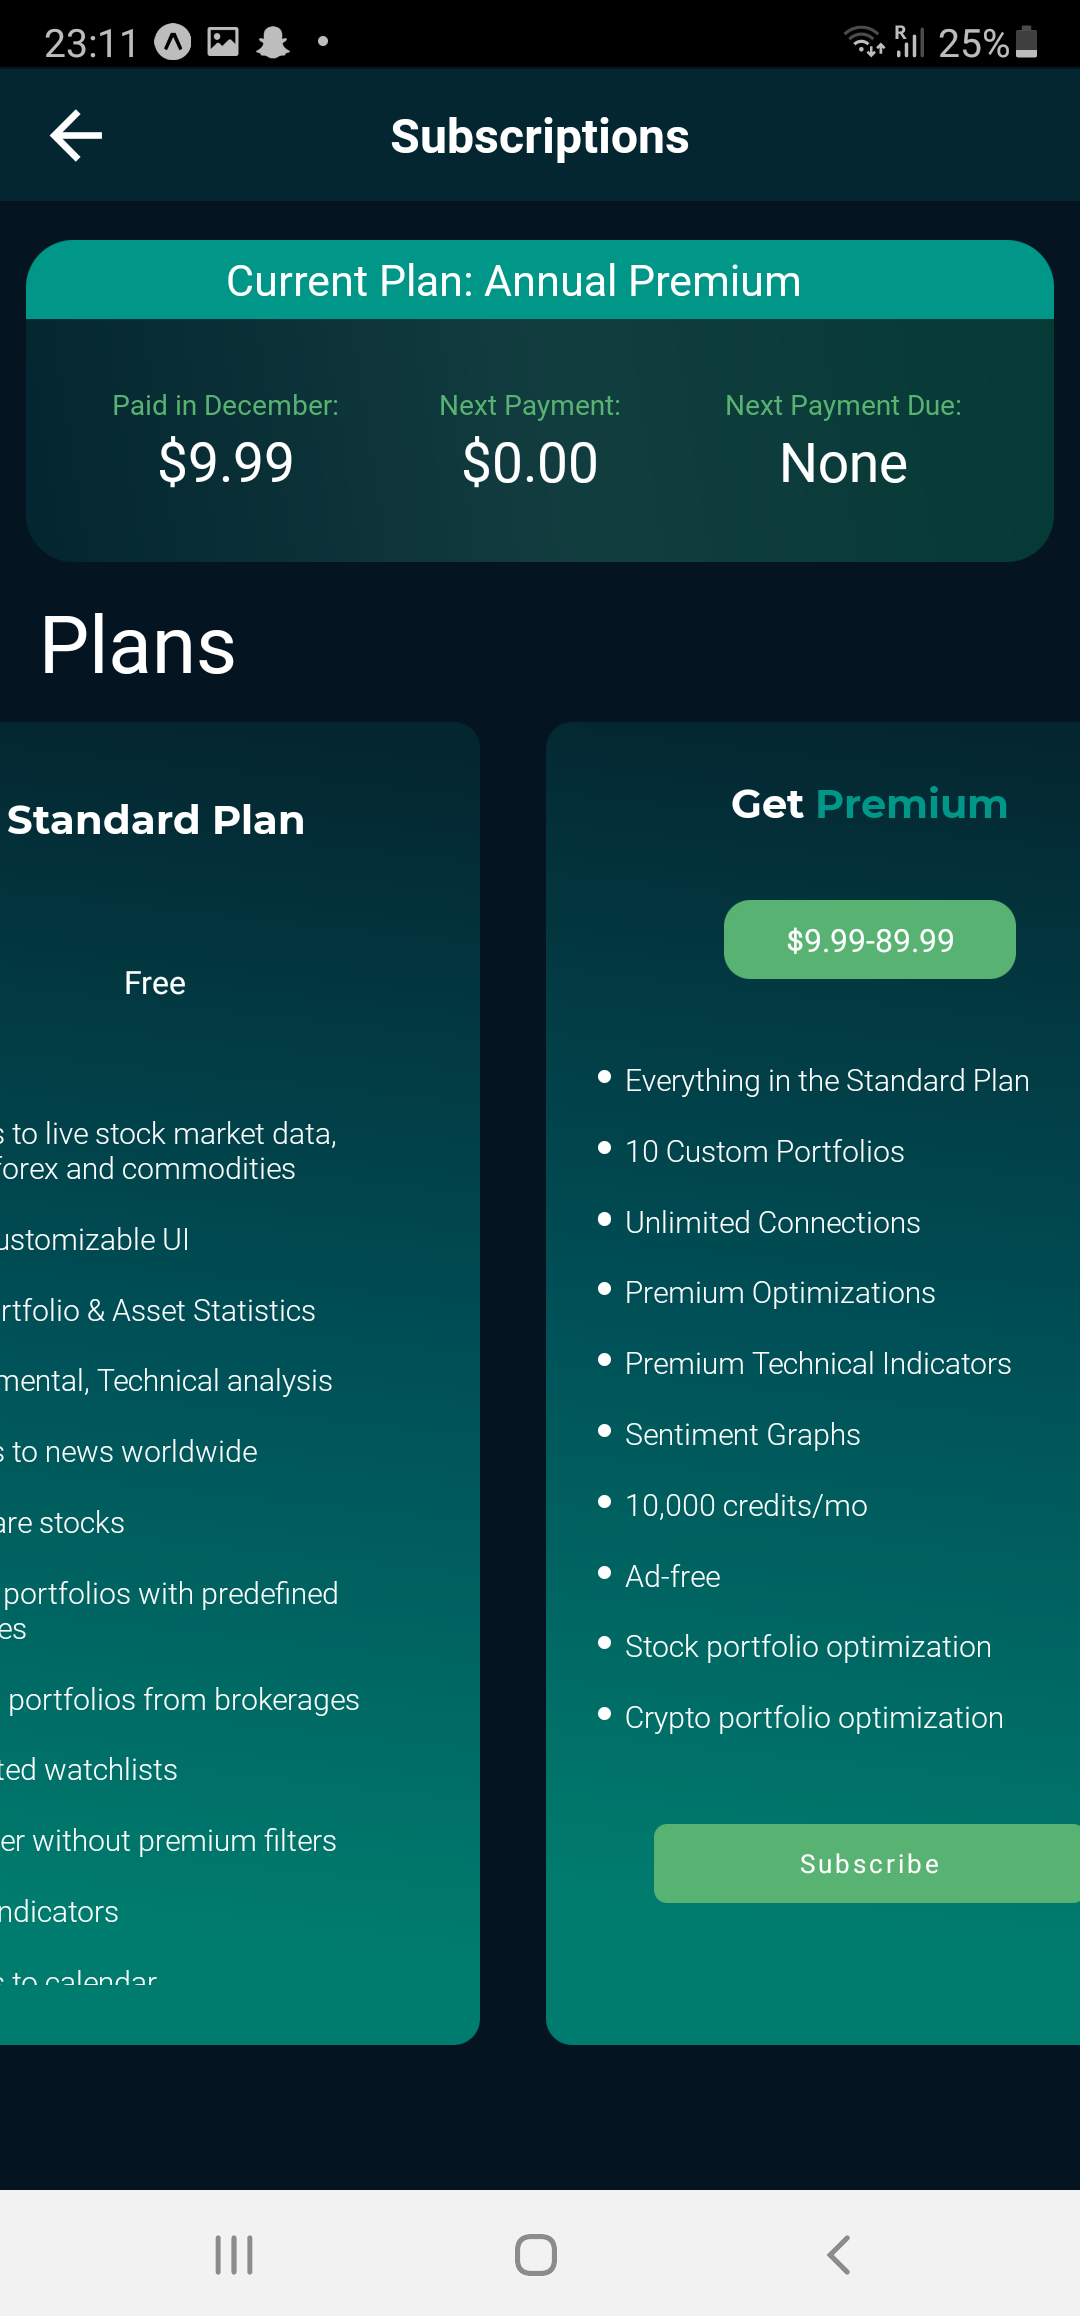 23:11
R
25%
Subscriptions
Current Plan: Annual Premium
Paid in December:
$9.99
Next Payment:
$0.00
Next Payment Due:
None
Plans
Standard Plan
Free
s to live stock market data,
forex and commodities
ustomizable UI
rtfolio & Asset Statistics
mental, Technical analysis
s to news worldwide
are stocks
portfolios with predefined
es
portfolios from brokerages
ted watchlists
er without premium filters
ndicators
s to calendar
Get Premium
$9.99-89.99
• Everything in the Standard Plan
• 10 Custom Portfolios
• Unlimited Connections
• Premium Optimizations
• Premium Technical Indicators
• Sentiment Graphs
• 10,000 credits/mo
• Ad-free
• Stock portfolio optimization
• Crypto portfolio optimization
Subscribe